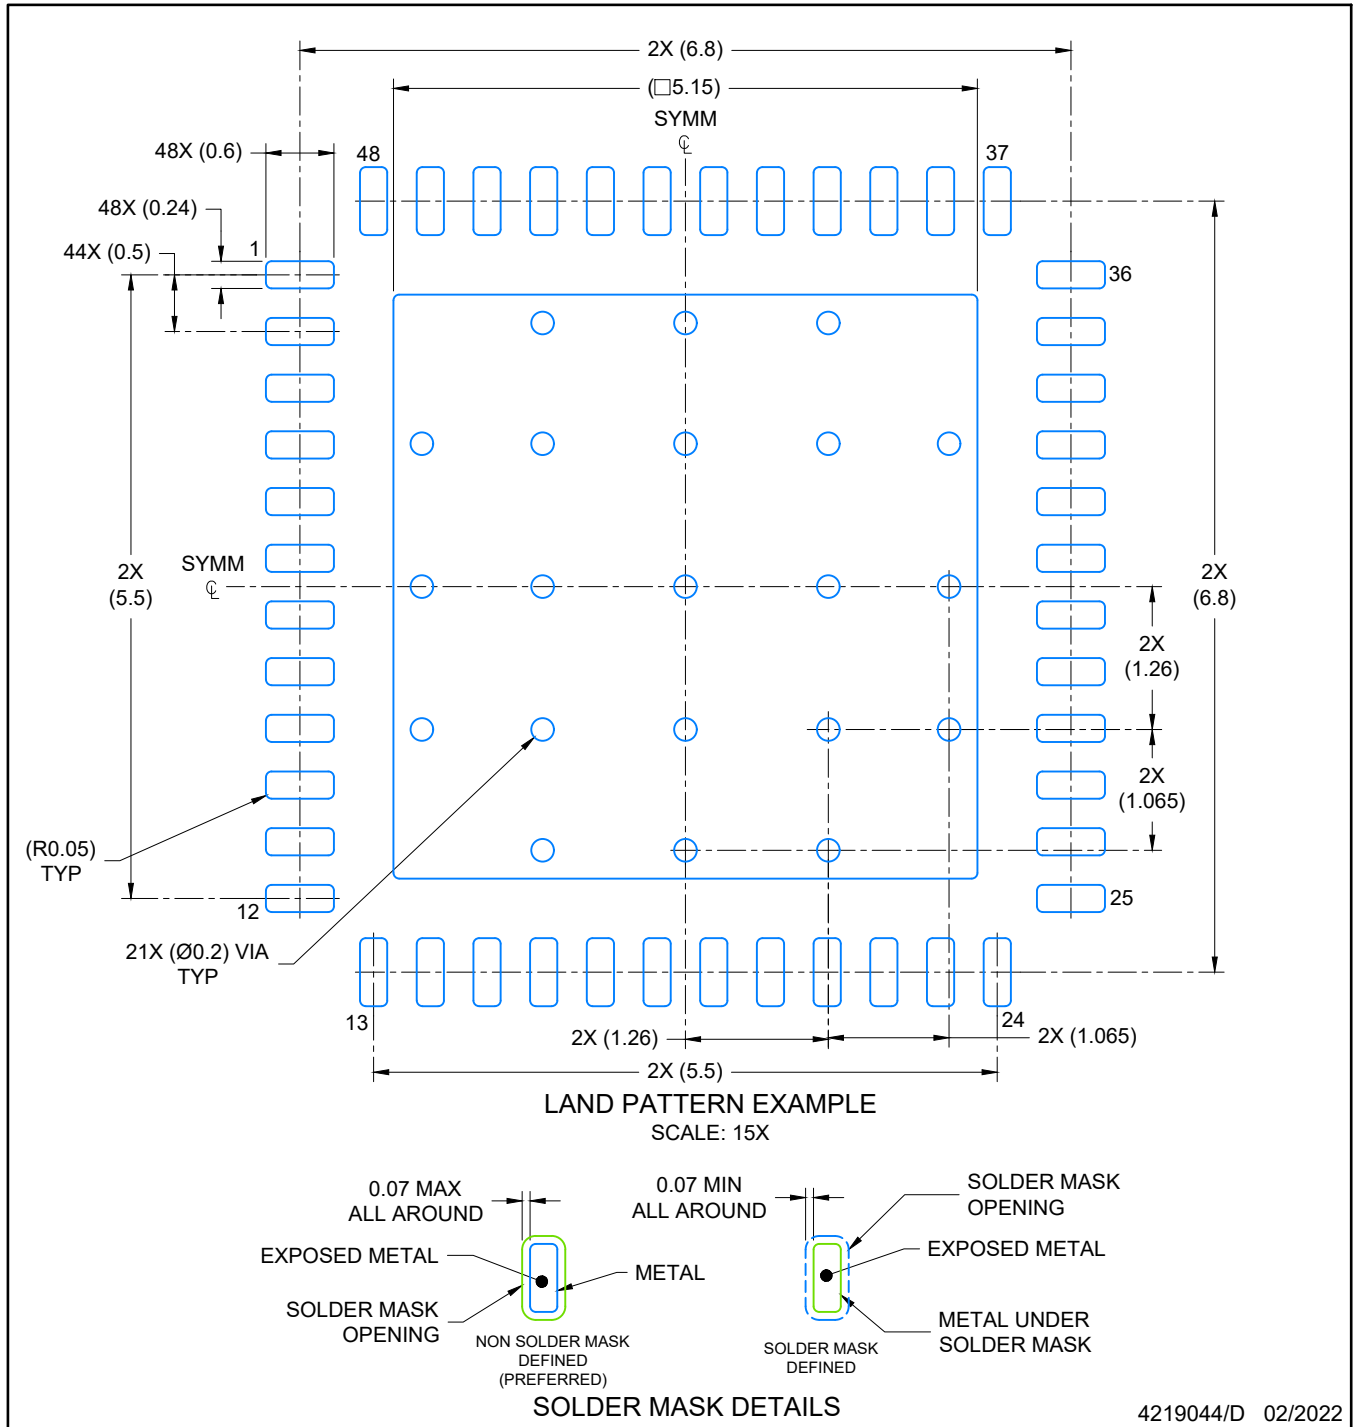 2X (6.8)
(□5.15)
SYMM
℄
48X (0.6)
48
37
48X (0.24)
1
44X (0.5)
36
SYMM
℄
2X
(5.5)
2X
(6.8)
2X
(1.26)
2X
(1.065)
(R0.05)
TYP
12
25
21X (Ø0.2) VIA
TYP
13
24
2X (1.26)
2X (1.065)
2X (5.5)
LAND PATTERN EXAMPLE
SCALE: 15X
0.07 MAX
ALL AROUND
0.07 MIN
ALL AROUND
SOLDER MASK
OPENING
EXPOSED METAL
EXPOSED METAL
METAL
SOLDER MASK
OPENING
METAL UNDER
SOLDER MASK
NON SOLDER MASK
DEFINED
(PREFERRED)
SOLDER MASK
DEFINED
SOLDER MASK DETAILS
4219044/D 02/2022